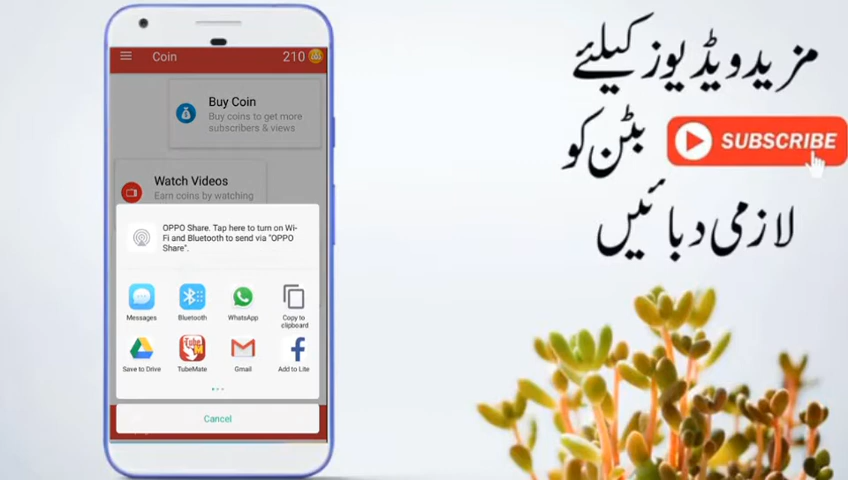 Coin
210
Buy Coin
Buy coins to get more
subscribers & views
Watch Videos
Earn coins by watching
OPPO Share. Tap here to turn on Wi-
Fi and Bluetooth to send via "OPPO
Share".
Messages
Bluetooth
WhatsApp
Copy to
clipboard
Save to Drive
TubeMate
Gmail
Add to Lite
Cancel
مزید ویڈیوز کیلئے
بٹن کو SUBSCRIBE
لازمی دبائیں